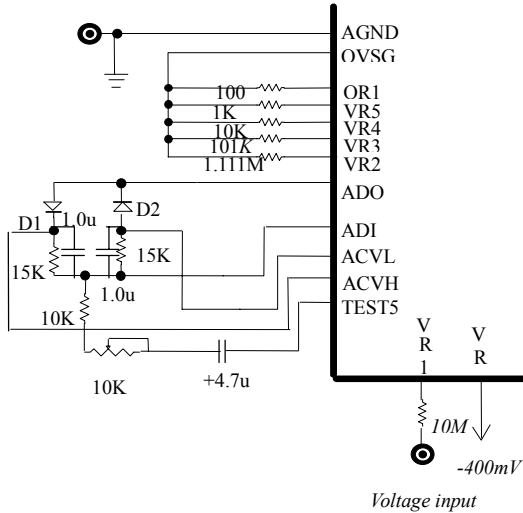 AGND
OVSG
100 OR1
1K VR5
10K VR4
101K VR3
1.111M VR2
ADO
D1 1.0u D2
ADI
15K 15K ACVL
1.0u ACVH
10K TEST5
10K +4.7u
V R 1
V R
10M
-400mV
Voltage input